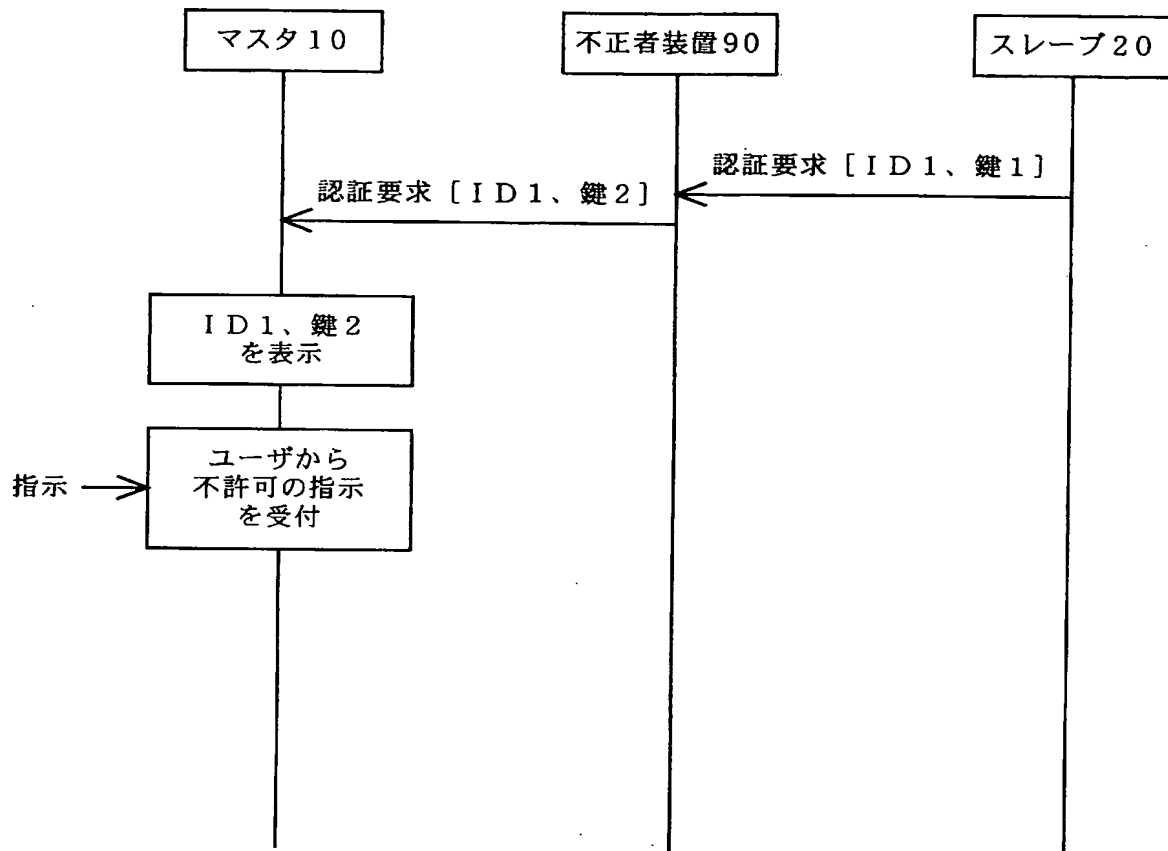 マスタ10
不正者装置90
スレーブ20
認証要求［ID1、鍵1］
認証要求［ID1、鍵2］
ID1、鍵2
を表示
ユーザから
不許可の指示
を受付
指示